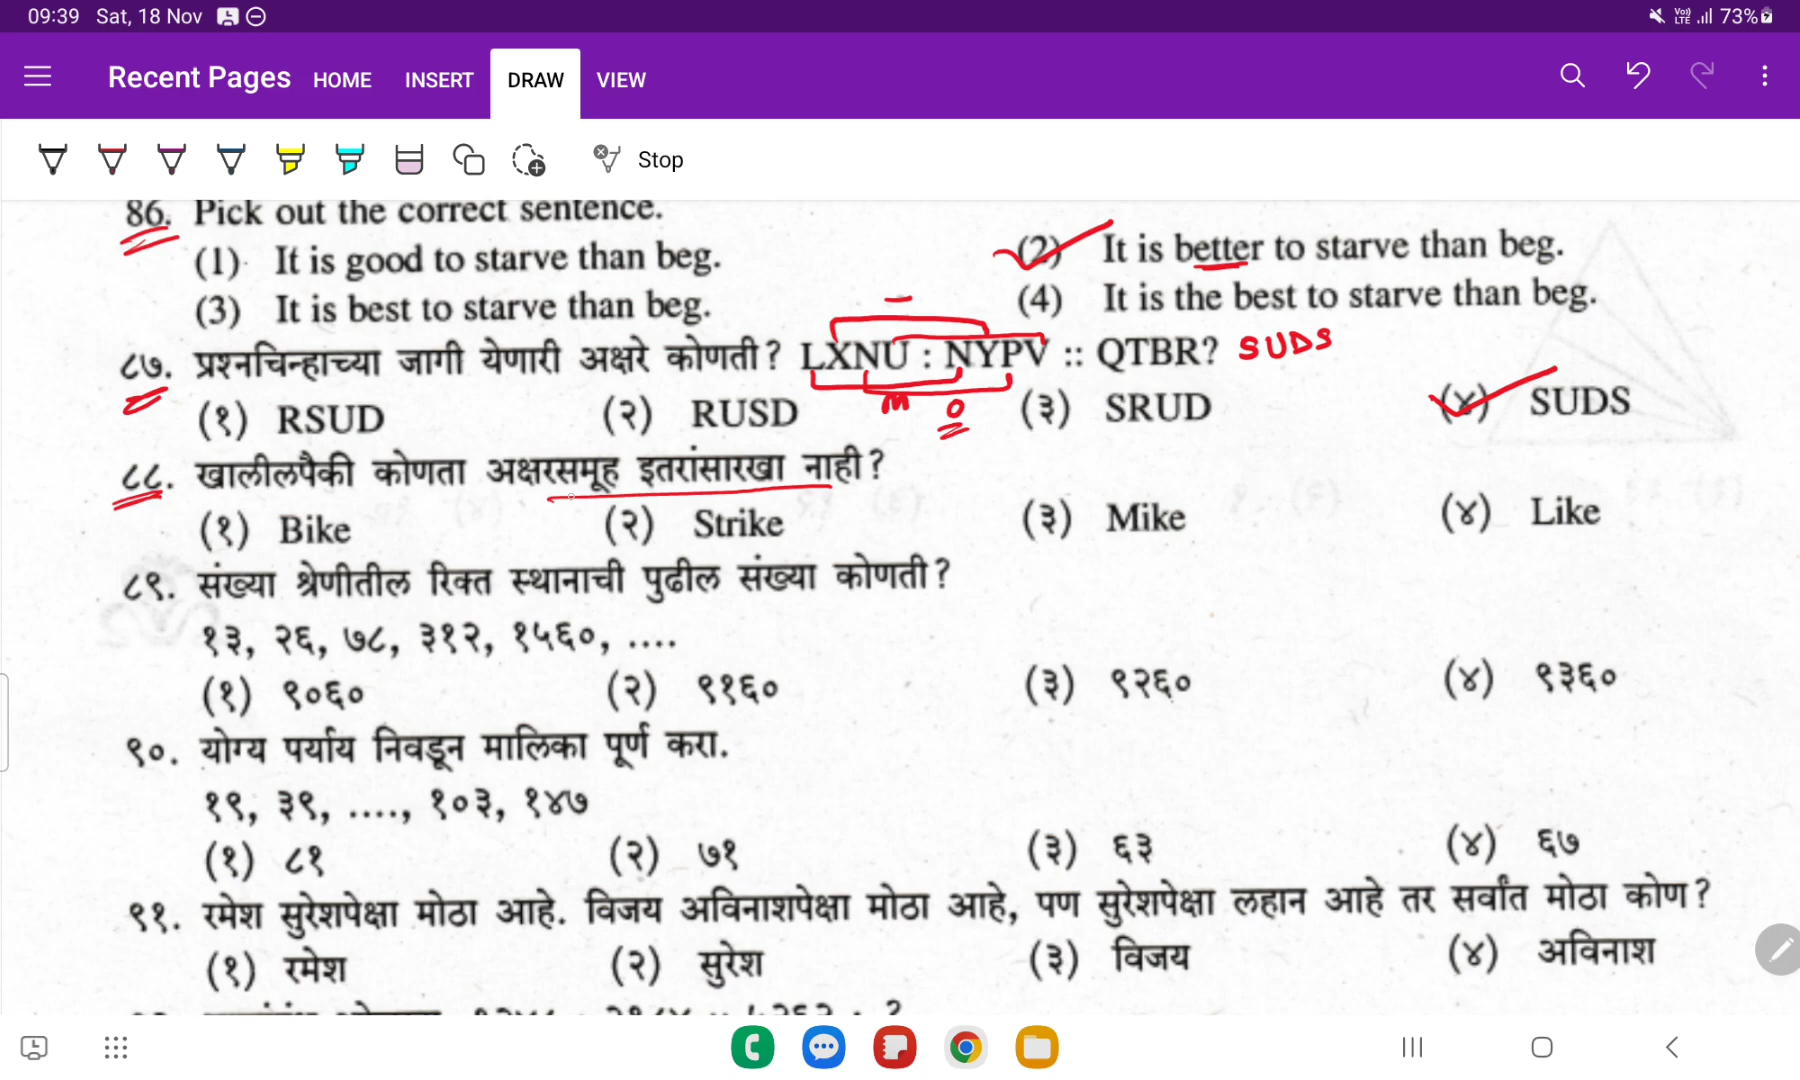 09:39 Sat, 18 Nov 73%
Recent Pages HOME INSERT DRAW VIEW
Stop
86. Pick out the correct sentence.
(1) It is good to starve than beg. (2) It is better to starve than beg.
(3) It is best to starve than beg. (4) It is the best to starve than beg.
८७. प्रश्नचिन्हाच्या जागी येणारी अक्षरे कोणती? LXNU : NYPV :: QTBR? SUDS
m o
(१) RSUD (२) RUSD (३) SRUD (४) SUDS
८८. खालीलपैकी कोणता अक्षरसमूह इतरांसारखा नाही?
(१) Bike (२) Strike (३) Mike (४) Like
८९. संख्या श्रेणीतील रिक्त स्थानाची पुढील संख्या कोणती?
१३, २६, ७८, ३१२, १५६०, ....
(१) ९०६० (२) ९१६० (३) ९२६० (४) ९३६०
९०. योग्य पर्याय निवडून मालिका पूर्ण करा.
१९, ३९, ...., १०३, १४७
(१) ८१ (२) ७१ (३) ६३ (४) ६७
९१. रमेश सुरेशपेक्षा मोठा आहे. विजय अविनाशपेक्षा मोठा आहे, पण सुरेशपेक्षा लहान आहे तर सर्वांत मोठा कोण?
(१) रमेश (२) सुरेश (३) विजय (४) अविनाश